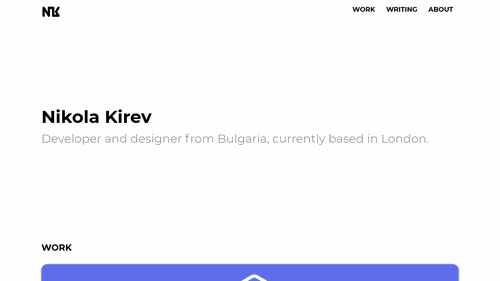 NK
WORK WRITING ABOUT
Nikola Kirev
Developer and designer from Bulgaria, currently based in London.
WORK